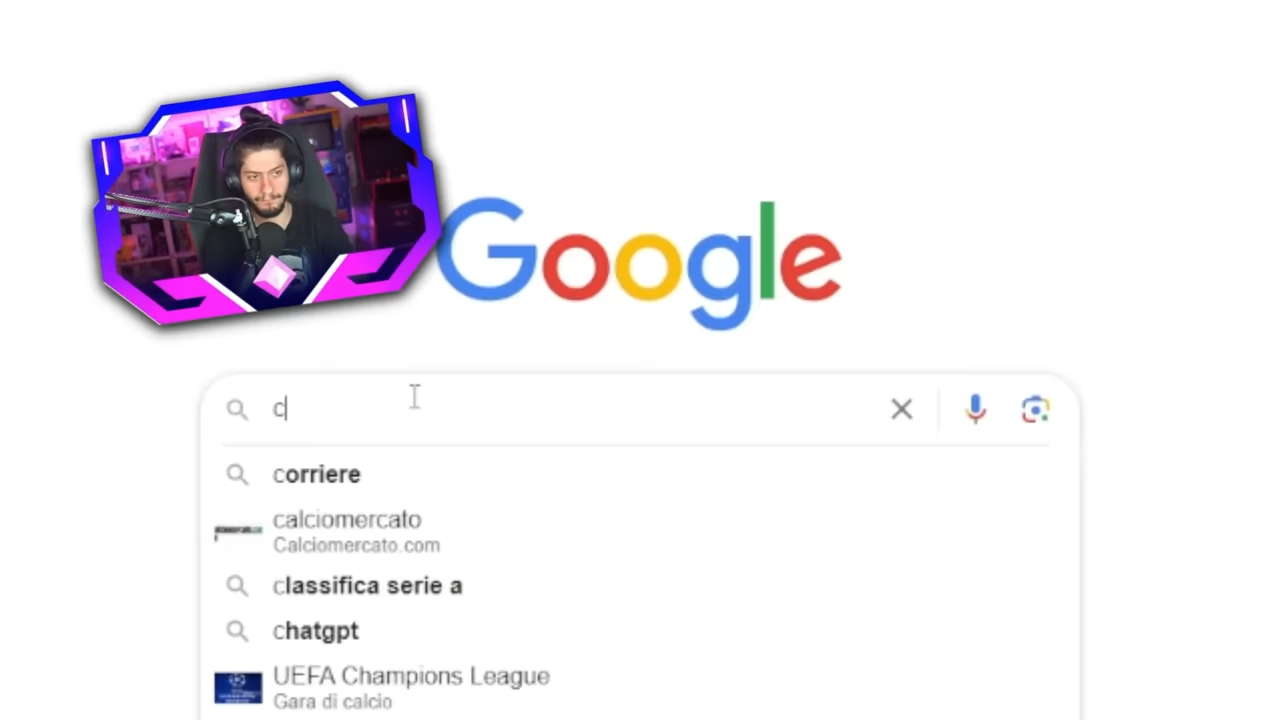 Google
c
corriere
calciomercato
Calciomercato.com
classifica serie a
chatgpt
UEFA Champions League
Gara di calcio